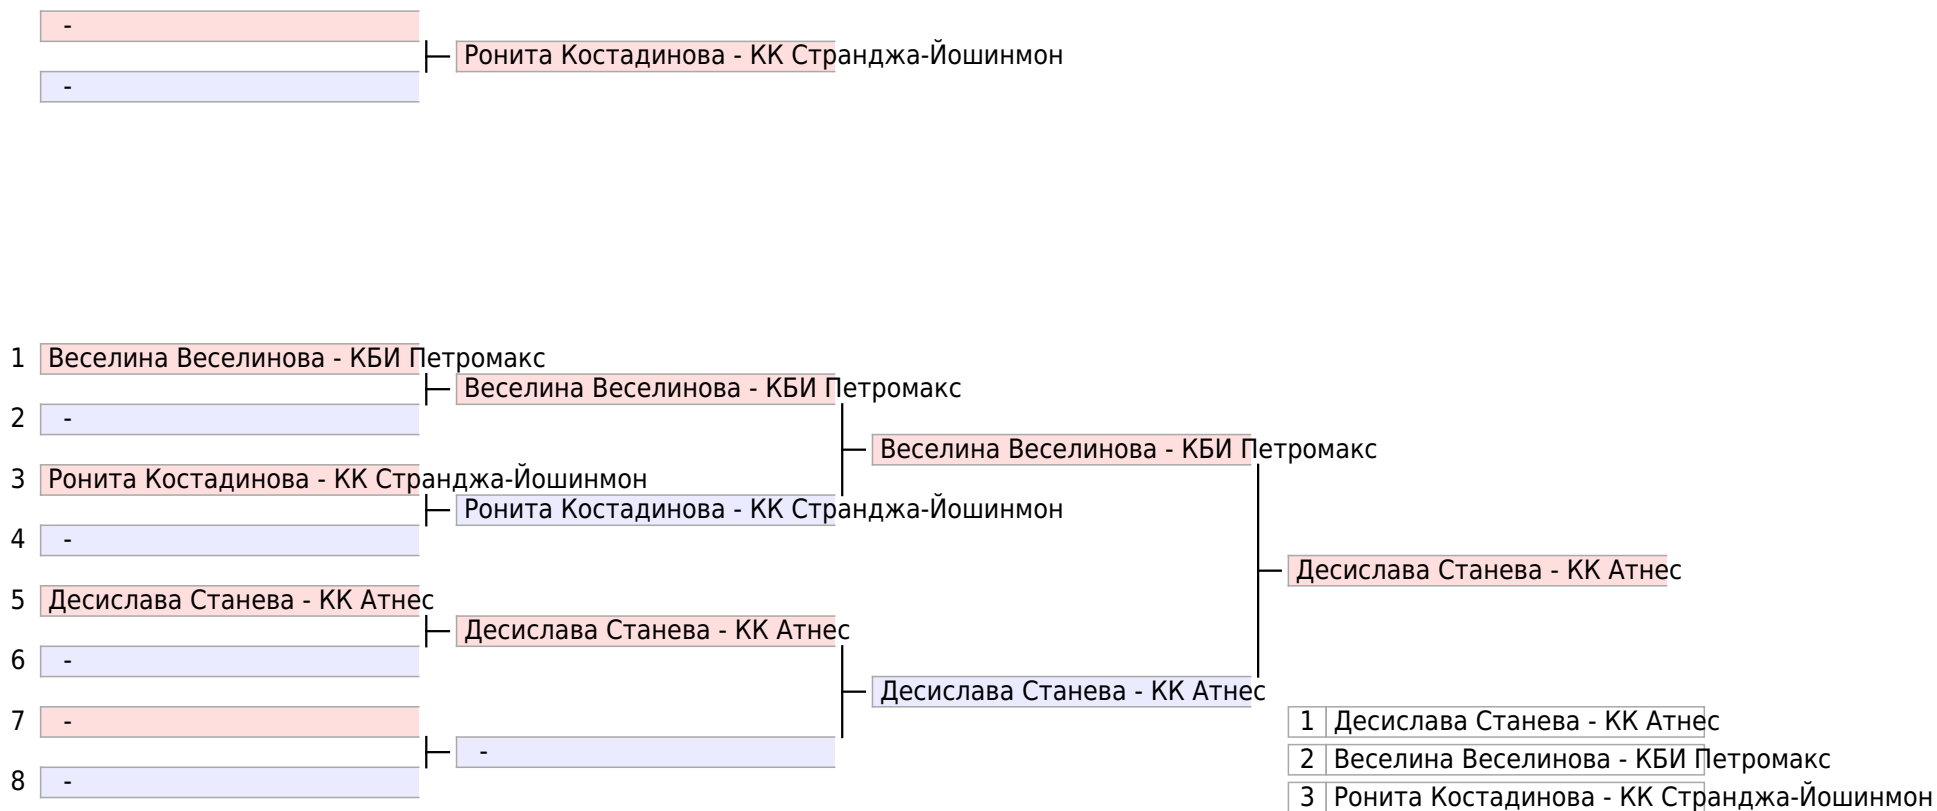 -
Ронита Костадинова - КК Странджа-Йошинмон
-
1 Веселина Веселинова - КБИ Петромакс
Веселина Веселинова - КБИ Петромакс
2 -
Веселина Веселинова - КБИ Петромакс
3 Ронита Костадинова - КК Странджа-Йошинмон
Ронита Костадинова - КК Странджа-Йошинмон
4 -
Десислава Станева - КК Атнес
5 Десислава Станева - КК Атнес
Десислава Станева - КК Атнес
6 -
Десислава Станева - КК Атнес
7 -
1 Десислава Станева - КК Атнес
-
2 Веселина Веселинова - КБИ Петромакс
8 -
3 Ронита Костадинова - КК Странджа-Йошинмон